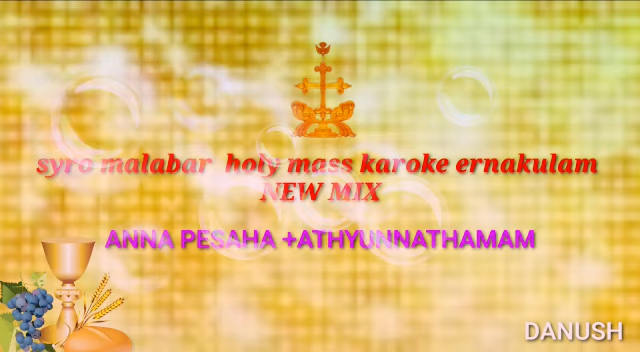 syro malabar holy mass karoke ernakulam
NEW MIX
ANNA PESAHA +ATHYUNNATHAMAM
DANUSH